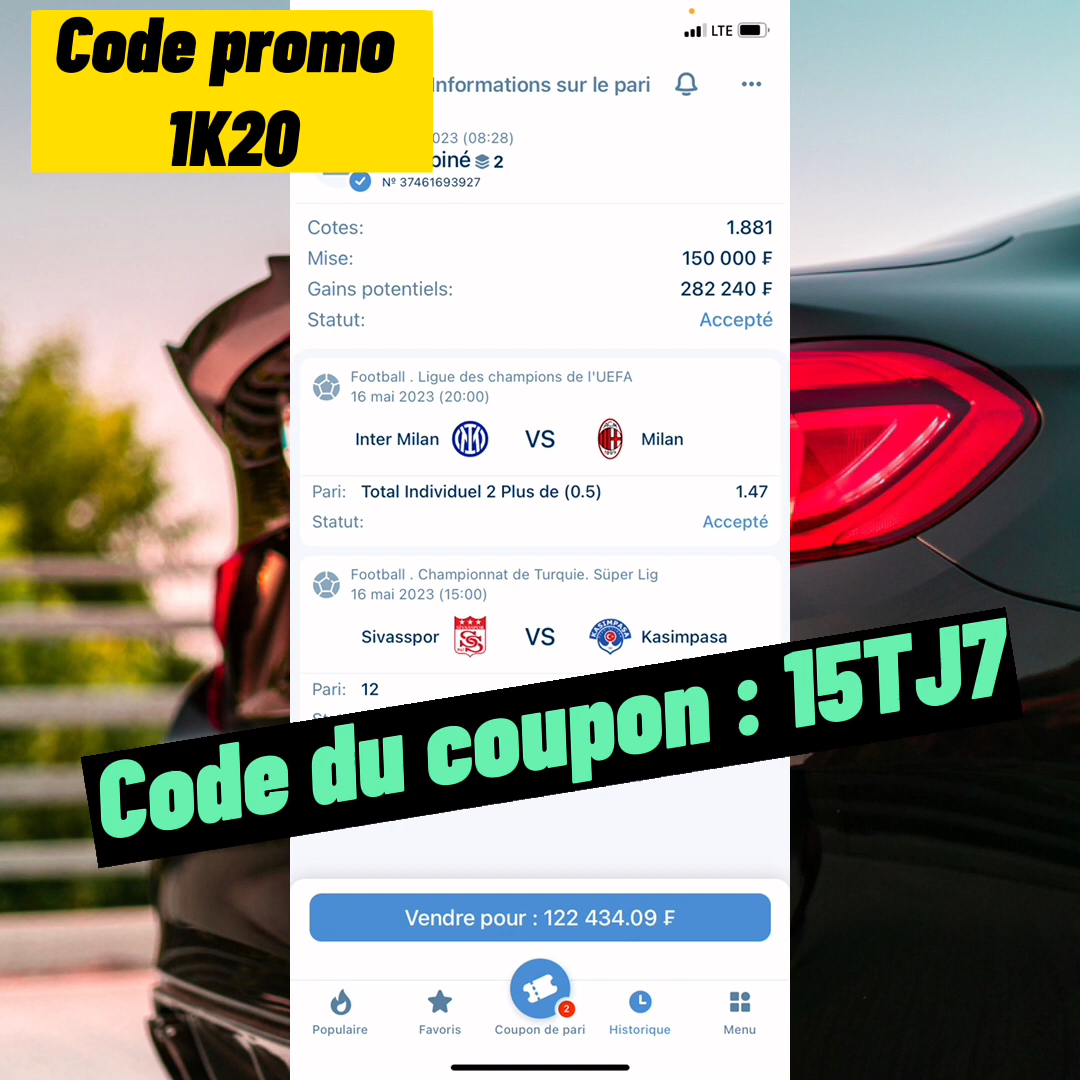 Code promo
1K20
LTE
Informations sur le pari
023 (08:28)
biné 2
Nº 37461693927
Cotes: 1.881
Mise: 150 000 ₣
Gains potentiels: 282 240 ₣
Statut: Accepté
Football . Ligue des champions de l'UEFA
16 mai 2023 (20:00)
Inter Milan VS Milan
Pari: Total Individuel 2 Plus de (0.5) 1.47
Statut: Accepté
Football . Championnat de Turquie. Süper Lig
16 mai 2023 (15:00)
Sivasspor VS Kasimpasa
Pari: 12
Code du coupon : 15TJ7
Vendre pour : 122 434.09 ₣
2
Populaire Favoris Coupon de pari Historique Menu